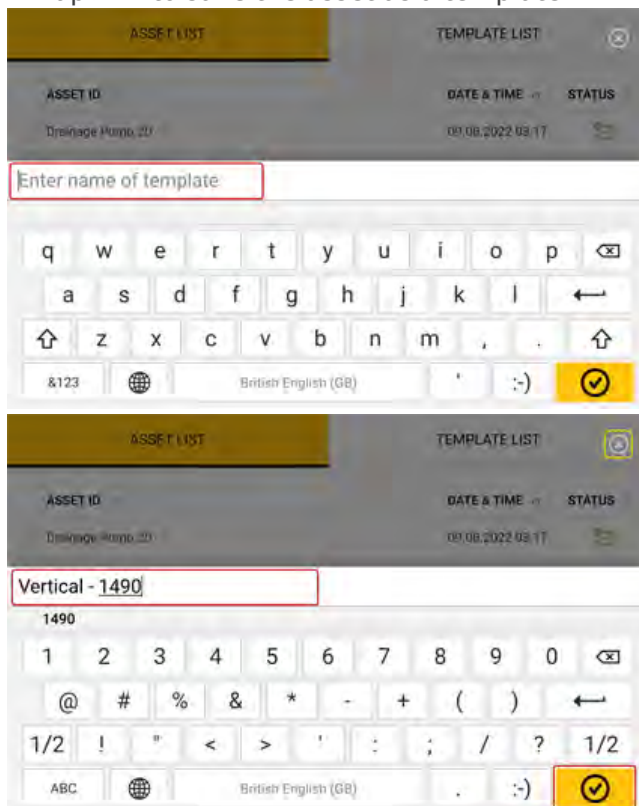 ASSET LIST TEMPLATE LIST
ASSET ID DATE & TIME STATUS
Drainage Pump, 2D 09.08.2022 03:17
Enter name of template
q w e r t y u i o p
a s d f g h j k l
z x c v b n m , .
&123 British English (GB) ' :-)
ASSET LIST TEMPLATE LIST
ASSET ID DATE & TIME STATUS
Drainage Pump, 2D 09.08.2022 03:17
Vertical - 1490
1490
1 2 3 4 5 6 7 8 9 0
@ # % & * - + ( )
1/2 ! " < > ' : ; / ? 1/2
ABC British English (GB) . :-)